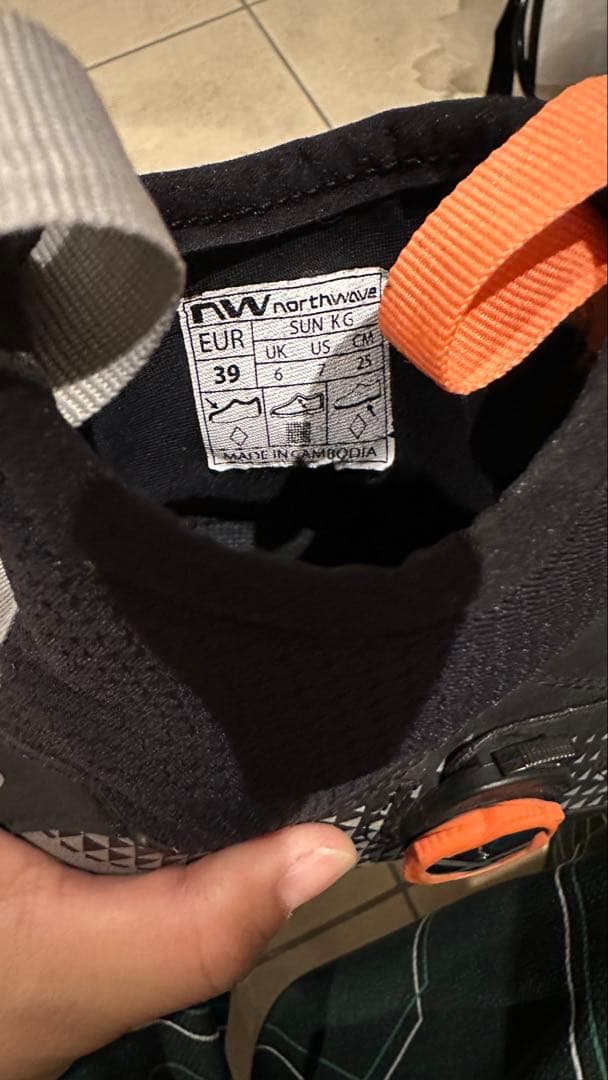 NW northwave
SUN KG
EUR UK US CM
39 6 7 25
MADE IN CAMBODIA